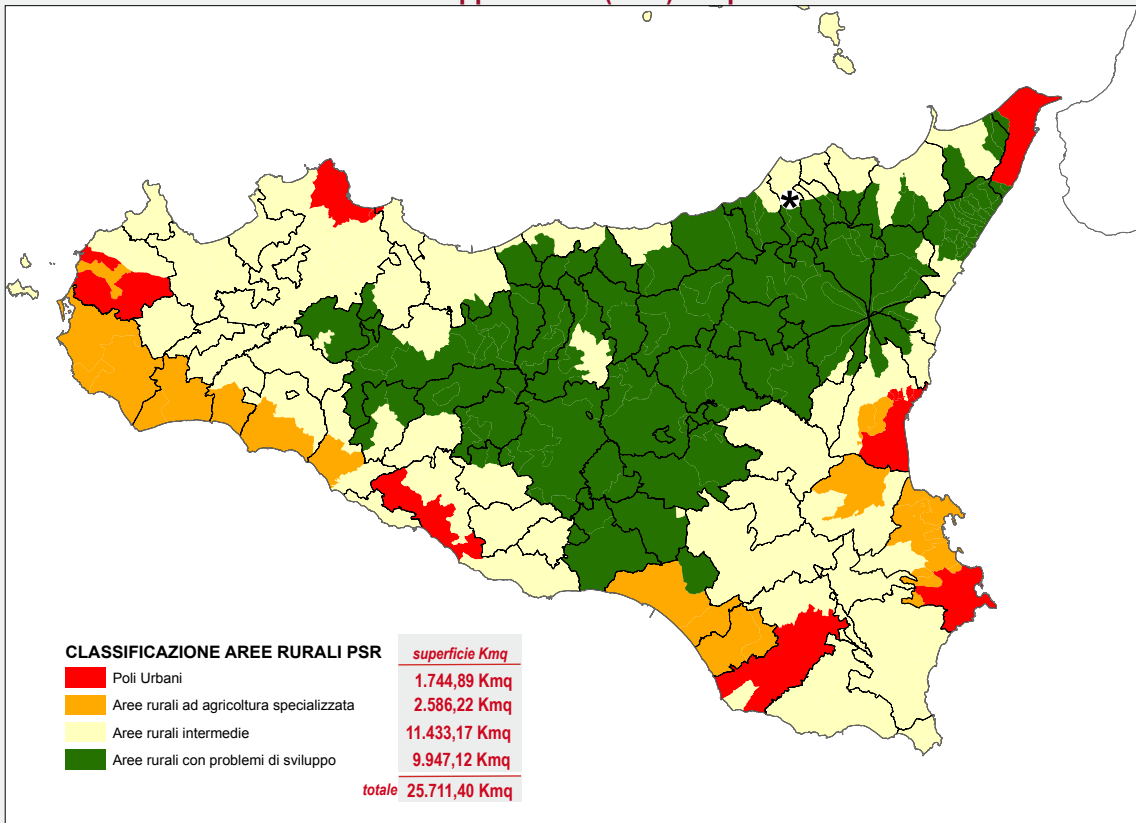 CLASSIFICAZIONE AREE RURALI PSR superficie Kmq
Poli Urbani 1.744,89 Kmq
Aree rurali ad agricoltura specializzata 2.586,22 Kmq
Aree rurali intermedie 11.433,17 Kmq
Aree rurali con problemi di sviluppo 9.947,12 Kmq
totale 25.711,40 Kmq
*